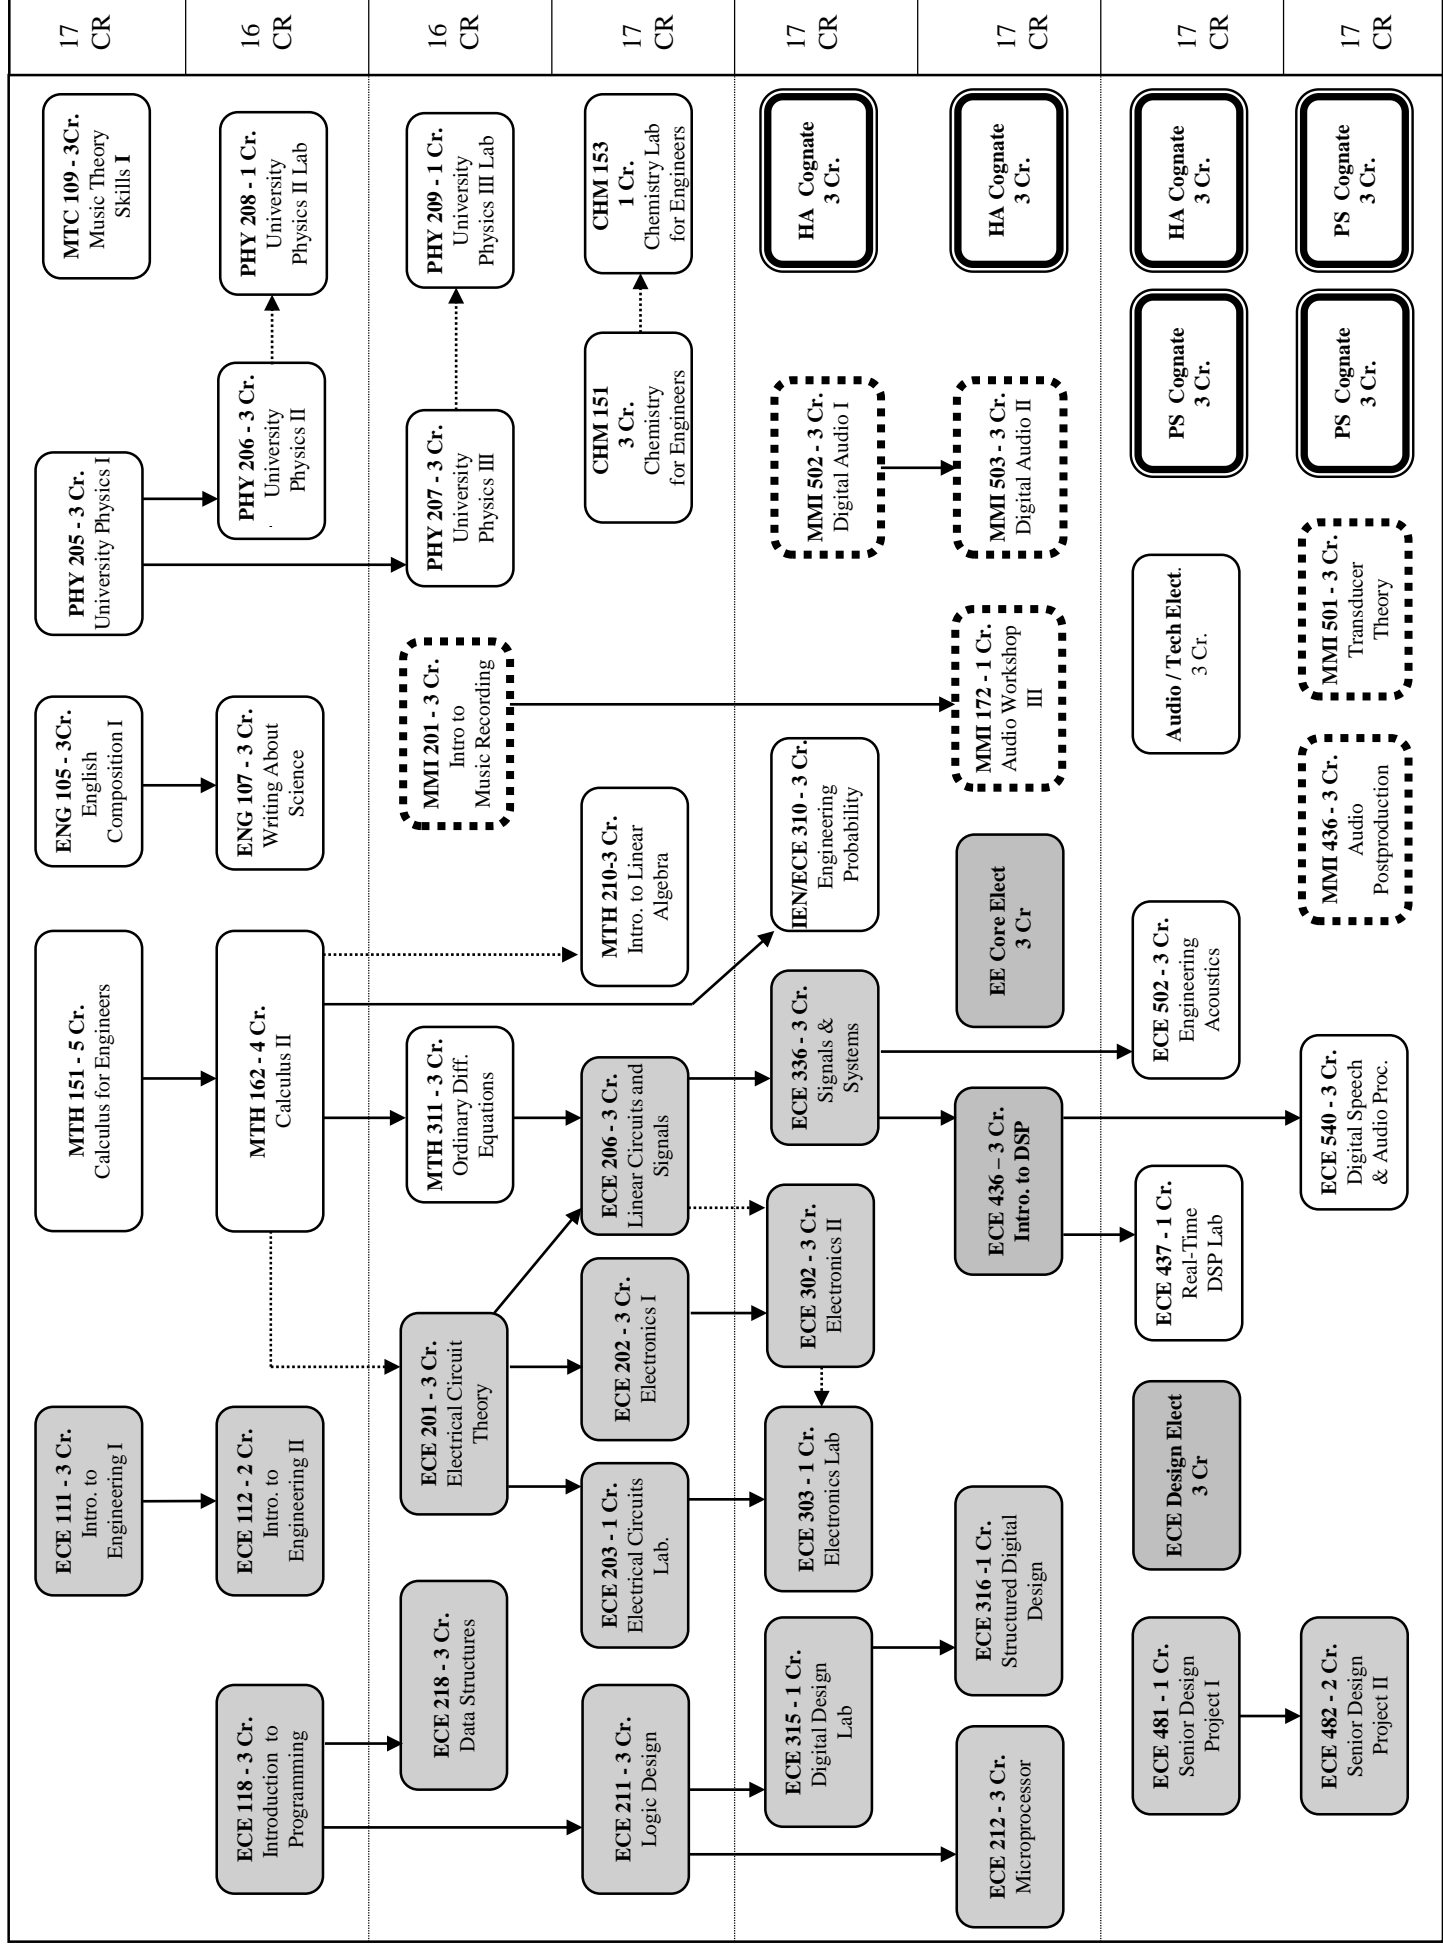 ECE 111 - 3 Cr.
Intro. to
Engineering I
MTH 151 - 5 Cr.
Calculus for Engineers
ENG 105 - 3Cr.
English
Composition I
PHY 205 - 3 Cr.
University Physics I
MTC 109 - 3Cr.
Music Theory
Skills I
17
CR
ECE 118 - 3 Cr.
Introduction to
Programming
ECE 112 - 2 Cr.
Intro. to
Engineering II
MTH 162 - 4 Cr.
Calculus II
ENG 107 - 3 Cr.
Writing About
Science
PHY 206 - 3 Cr.
University
Physics II
PHY 208 - 1 Cr.
University
Physics II Lab
16
CR
ECE 218 - 3 Cr.
Data Structures
ECE 201 - 3 Cr.
Electrical Circuit
Theory
MTH 311 - 3 Cr.
Ordinary Diff.
Equations
MMI 201 - 3 Cr.
Intro to
Music Recording
PHY 207 - 3 Cr.
University
Physics III
PHY 209 - 1 Cr.
University
Physics III Lab
16
CR
ECE 211 - 3 Cr.
Logic Design
ECE 203 - 1 Cr.
Electrical Circuits
Lab.
ECE 202 - 3 Cr.
Electronics I
ECE 206 - 3 Cr.
Linear Circuits and
Signals
MTH 210-3 Cr.
Intro. to Linear
Algebra
CHM 151
3 Cr.
Chemistry
for Engineers
CHM 153
1 Cr.
Chemistry Lab
for Engineers
17
CR
ECE 315 - 1 Cr.
Digital Design
Lab
ECE 303 - 1 Cr.
Electronics Lab
ECE 302 - 3 Cr.
Electronics II
ECE 336 - 3 Cr.
Signals &
Systems
IEN/ECE 310 - 3 Cr.
Engineering
Probability
MMI 502 - 3 Cr.
Digital Audio I
HA Cognate
3 Cr.
17
CR
ECE 212 - 3 Cr.
Microprocessor
ECE 316 -1 Cr.
Structured Digital
Design
ECE 436 – 3 Cr.
Intro. to DSP
EE Core Elect
3 Cr
MMI 172 - 1 Cr.
Audio Workshop
III
MMI 503 - 3 Cr.
Digital Audio II
HA Cognate
3 Cr.
17
CR
ECE 481 - 1 Cr.
Senior Design
Project I
ECE Design Elect
3 Cr
ECE 437 - 1 Cr.
Real-Time
DSP Lab
ECE 502 - 3 Cr.
Engineering
Acoustics
Audio / Tech Elect.
3 Cr.
PS Cognate
3 Cr.
HA Cognate
3 Cr.
17
CR
ECE 482 - 2 Cr.
Senior Design
Project II
ECE 540 - 3 Cr.
Digital Speech
& Audio Proc.
MMI 436 - 3 Cr.
Audio
Postproduction
MMI 501 - 3 Cr.
Transducer
Theory
PS Cognate
3 Cr.
PS Cognate
3 Cr.
17
CR